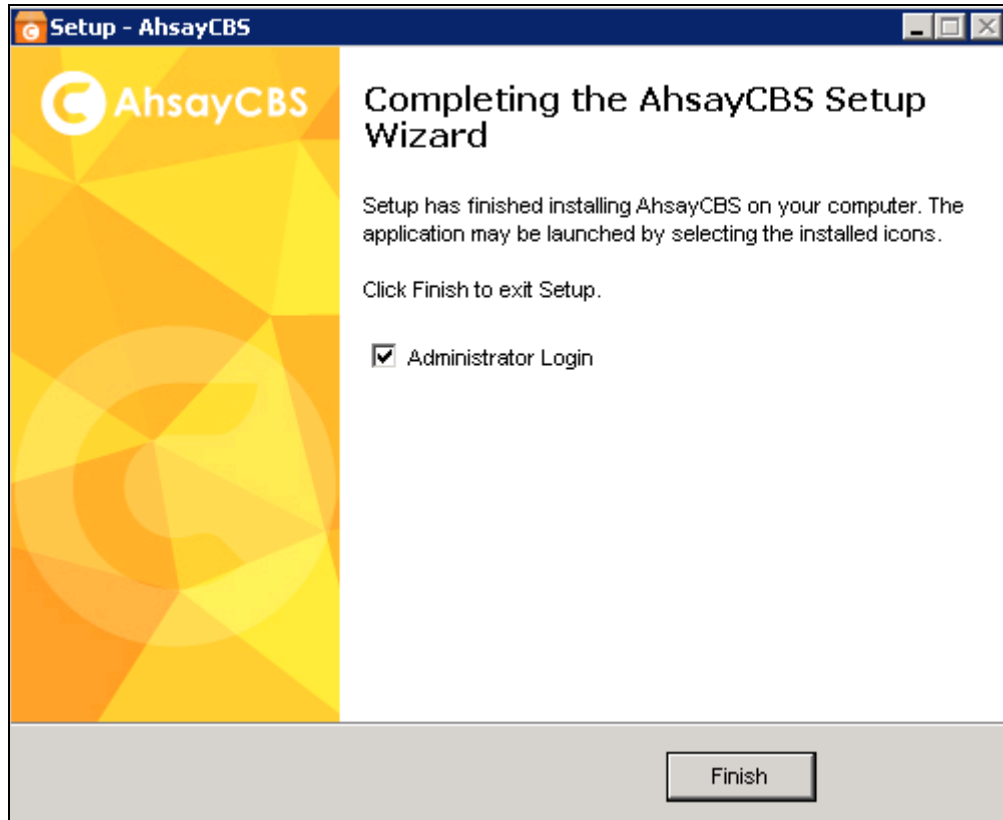 Setup - AhsayCBS
AhsayCBS
Completing the AhsayCBS Setup
Wizard
Setup has finished installing AhsayCBS on your computer. The
application may be launched by selecting the installed icons.
Click Finish to exit Setup.
Administrator Login
Finish